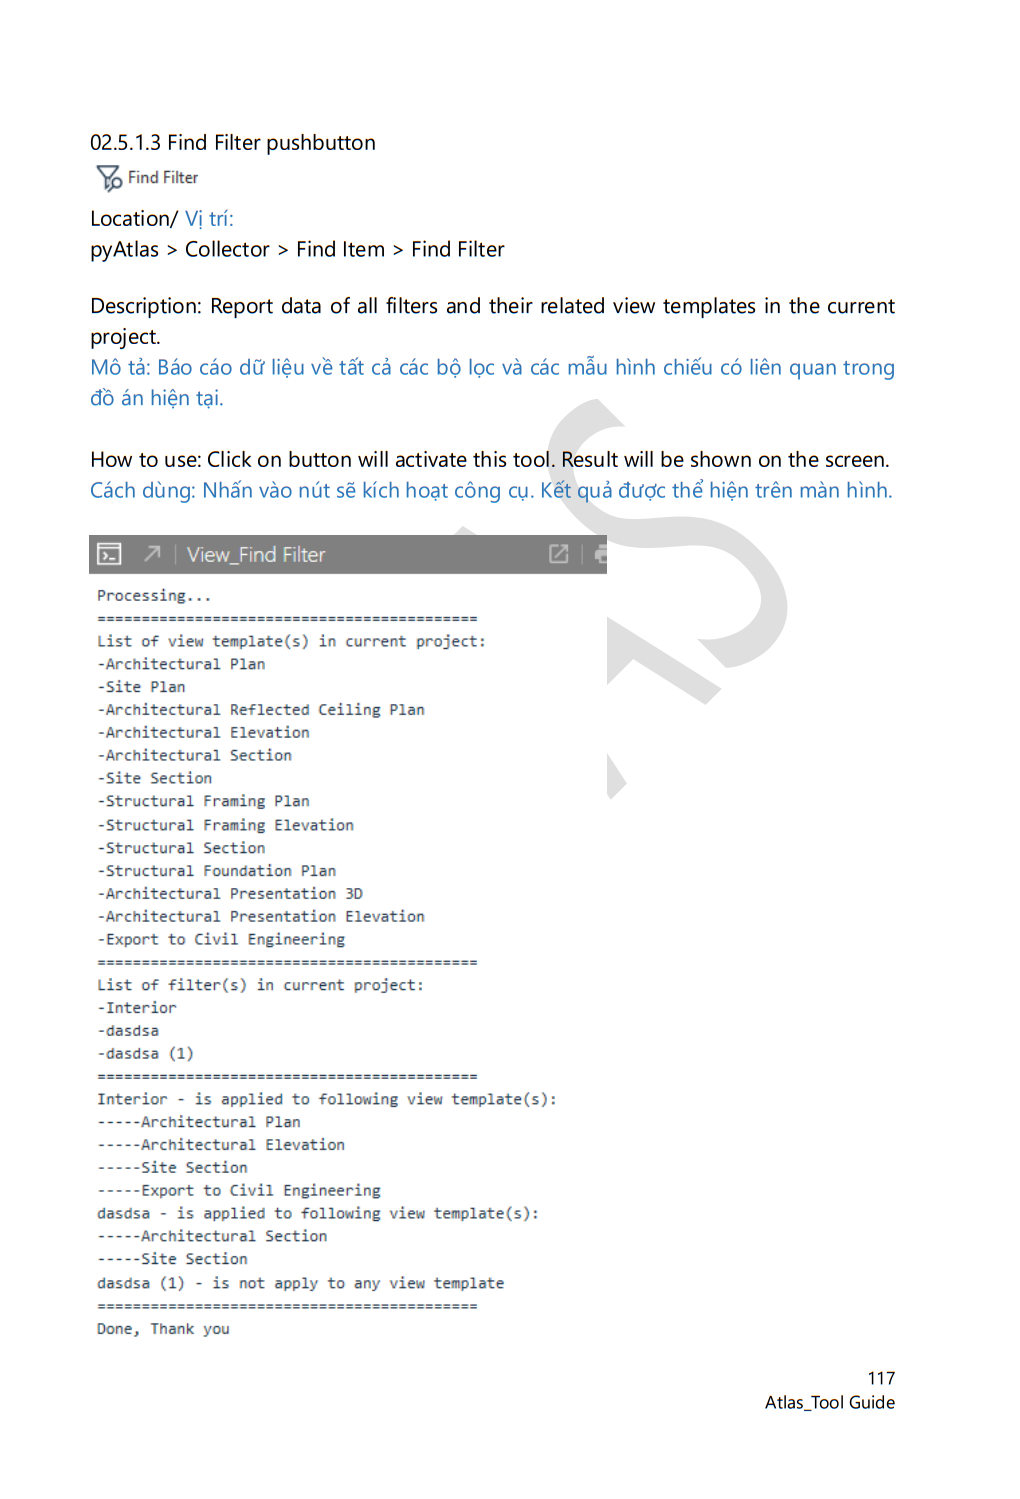 02.5.1.3 Find Filter pushbutton
Find Filter
Location/ Vị trí:
pyAtlas > Collector > Find Item > Find Filter
Description: Report data of all filters and their related view templates in the current
project.
Mô tả: Báo cáo dữ liệu về tất cả các bộ lọc và các mẫu hình chiếu có liên quan trong
đồ án hiện tại.
How to use: Click on button will activate this tool. Result will be shown on the screen.
Cách dùng: Nhấn vào nút sẽ kích hoạt công cụ. Kết quả được thể hiện trên màn hình.
View_Find Filter
Processing...
===========================================
List of view template(s) in current project:
-Architectural Plan
-Site Plan
-Architectural Reflected Ceiling Plan
-Architectural Elevation
-Architectural Section
-Site Section
-Structural Framing Plan
-Structural Framing Elevation
-Structural Section
-Structural Foundation Plan
-Architectural Presentation 3D
-Architectural Presentation Elevation
-Export to Civil Engineering
===========================================
List of filter(s) in current project:
-Interior
-dasdsa
-dasdsa (1)
===========================================
Interior - is applied to following view template(s):
-----Architectural Plan
-----Architectural Elevation
-----Site Section
-----Export to Civil Engineering
dasdsa - is applied to following view template(s):
-----Architectural Section
-----Site Section
dasdsa (1) - is not apply to any view template
===========================================
Done, Thank you
117
Atlas_Tool Guide